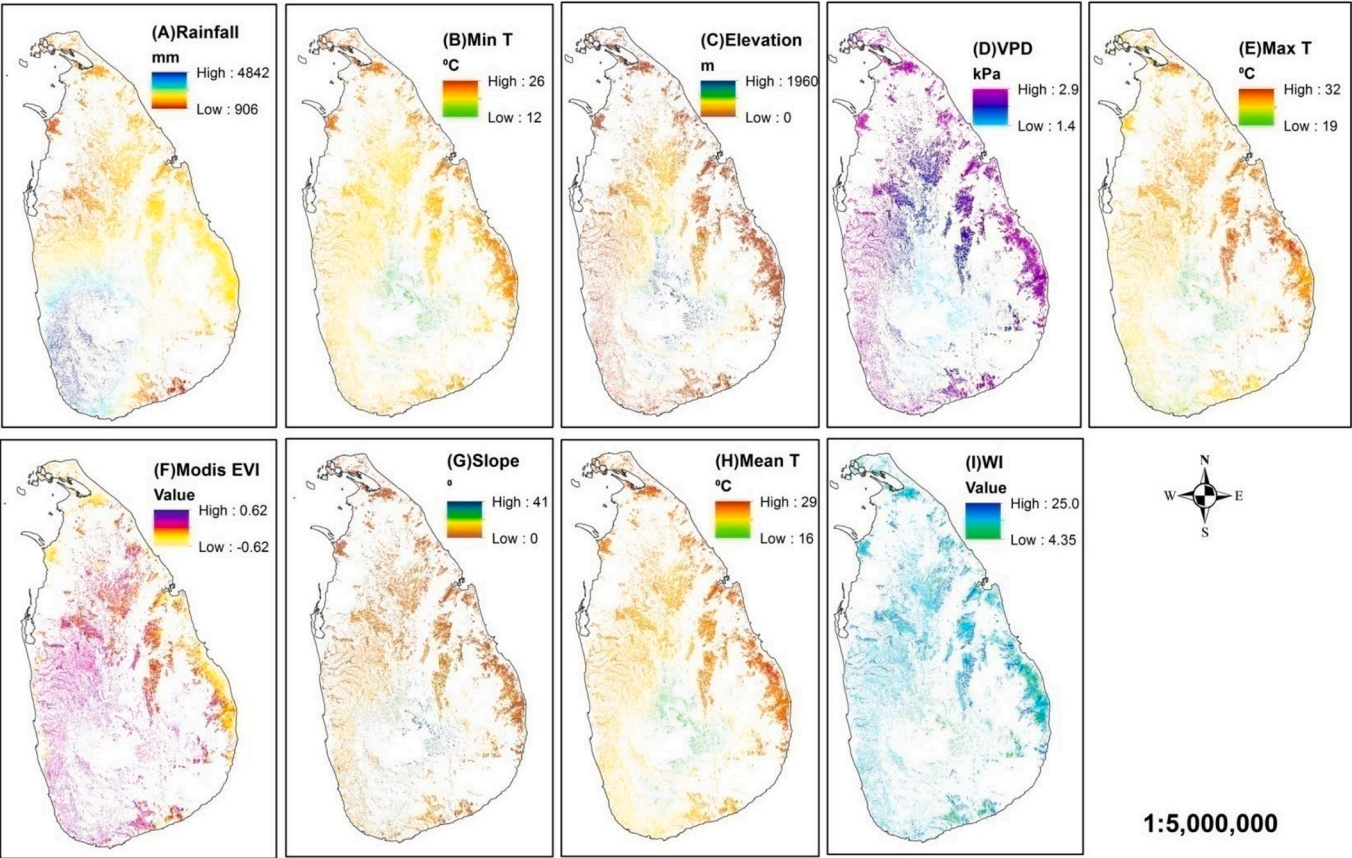 (A)Rainfall
mm
High : 4842
Low : 906
(B)Min T
ºC
High : 26
Low : 12
(C)Elevation
m
High : 1960
Low : 0
(D)VPD
kPa
High : 2.9
Low : 1.4
(E)Max T
ºC
High : 32
Low : 19
(F)Modis EVI
Value
High : 0.62
Low : -0.62
(G)Slope
º
High : 41
Low : 0
(H)Mean T
ºC
High : 29
Low : 16
(I)WI
Value
High : 25.0
Low : 4.35
N
W E
S
1:5,000,000